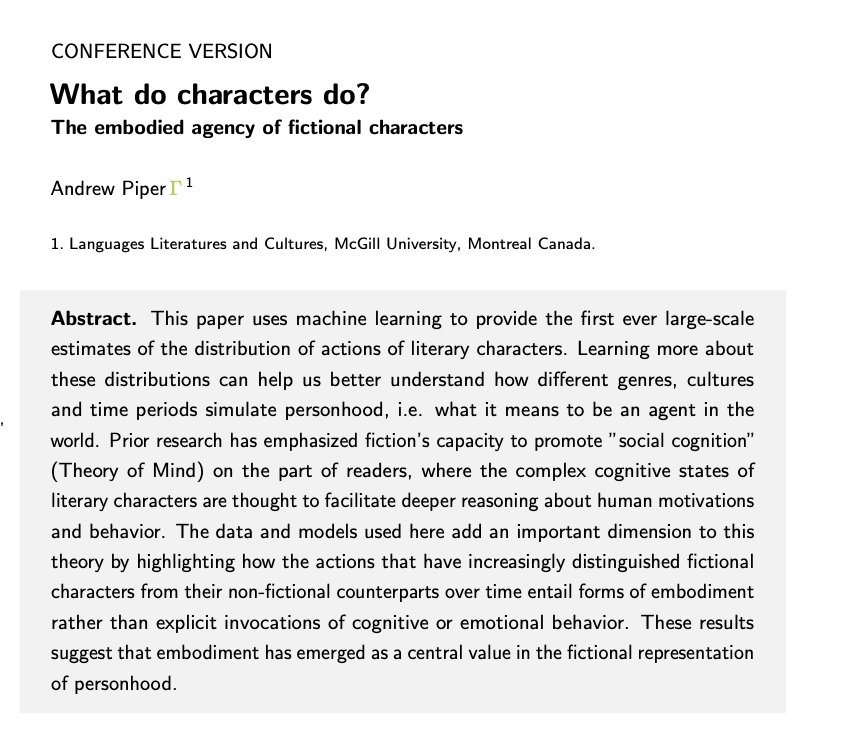 CONFERENCE VERSION
What do characters do?
The embodied agency of fictional characters
Andrew Piper Γ 1
1. Languages Literatures and Cultures, McGill University, Montreal Canada.
Abstract. This paper uses machine learning to provide the first ever large-scale
estimates of the distribution of actions of literary characters. Learning more about
these distributions can help us better understand how different genres, cultures
and time periods simulate personhood, i.e. what it means to be an agent in the
world. Prior research has emphasized fiction's capacity to promote "social cognition"
(Theory of Mind) on the part of readers, where the complex cognitive states of
literary characters are thought to facilitate deeper reasoning about human motivations
and behavior. The data and models used here add an important dimension to this
theory by highlighting how the actions that have increasingly distinguished fictional
characters from their non-fictional counterparts over time entail forms of embodiment
rather than explicit invocations of cognitive or emotional behavior. These results
suggest that embodiment has emerged as a central value in the fictional representation
of personhood.